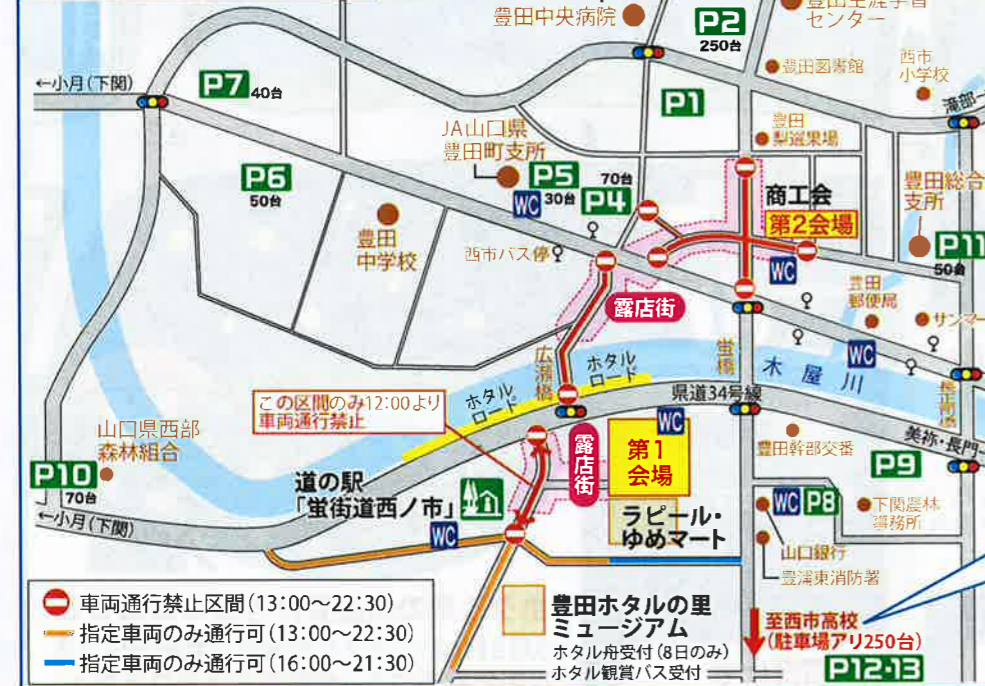 豊田中央病院
P2
250台
センター
豊田図書館
西市
小学校
←小月(下関)
P7
40台
P1
滝部
JA山口県
豊田町支所
豊田
梨選果場
P6
50台
P5
30台
70台
P4
WC
商工会
第2会場
豊田総合
支所
P11
50台
豊田
中学校
西市バス停
WC
露店街
豊田
郵便局
サンマー
WC
広瀬橋
ホタル
ロード
ホタル
ロード
蛍橋
木屋川
県道34号線
この区間のみ12:00より
車両通行禁止
WC
第1
会場
露店街
豊田幹部交番
美祢・長門
P9
山口県西部
森林組合
P10
70台
←小月(下関)
道の駅
「蛍街道西ノ市」
WC
ラピール・
ゆめマート
WC
P8
下関農林
事務所
山口銀行
豊浦東消防署
車両通行禁止区間(13:00〜22:30)
指定車両のみ通行可(13:00〜22:30)
指定車両のみ通行可(16:00〜21:30)
豊田ホタルの里
ミュージアム
ホタル舟受付(8日のみ)
ホタル観賞バス受付
至西市高校
(駐車場アリ250台)
P12・13